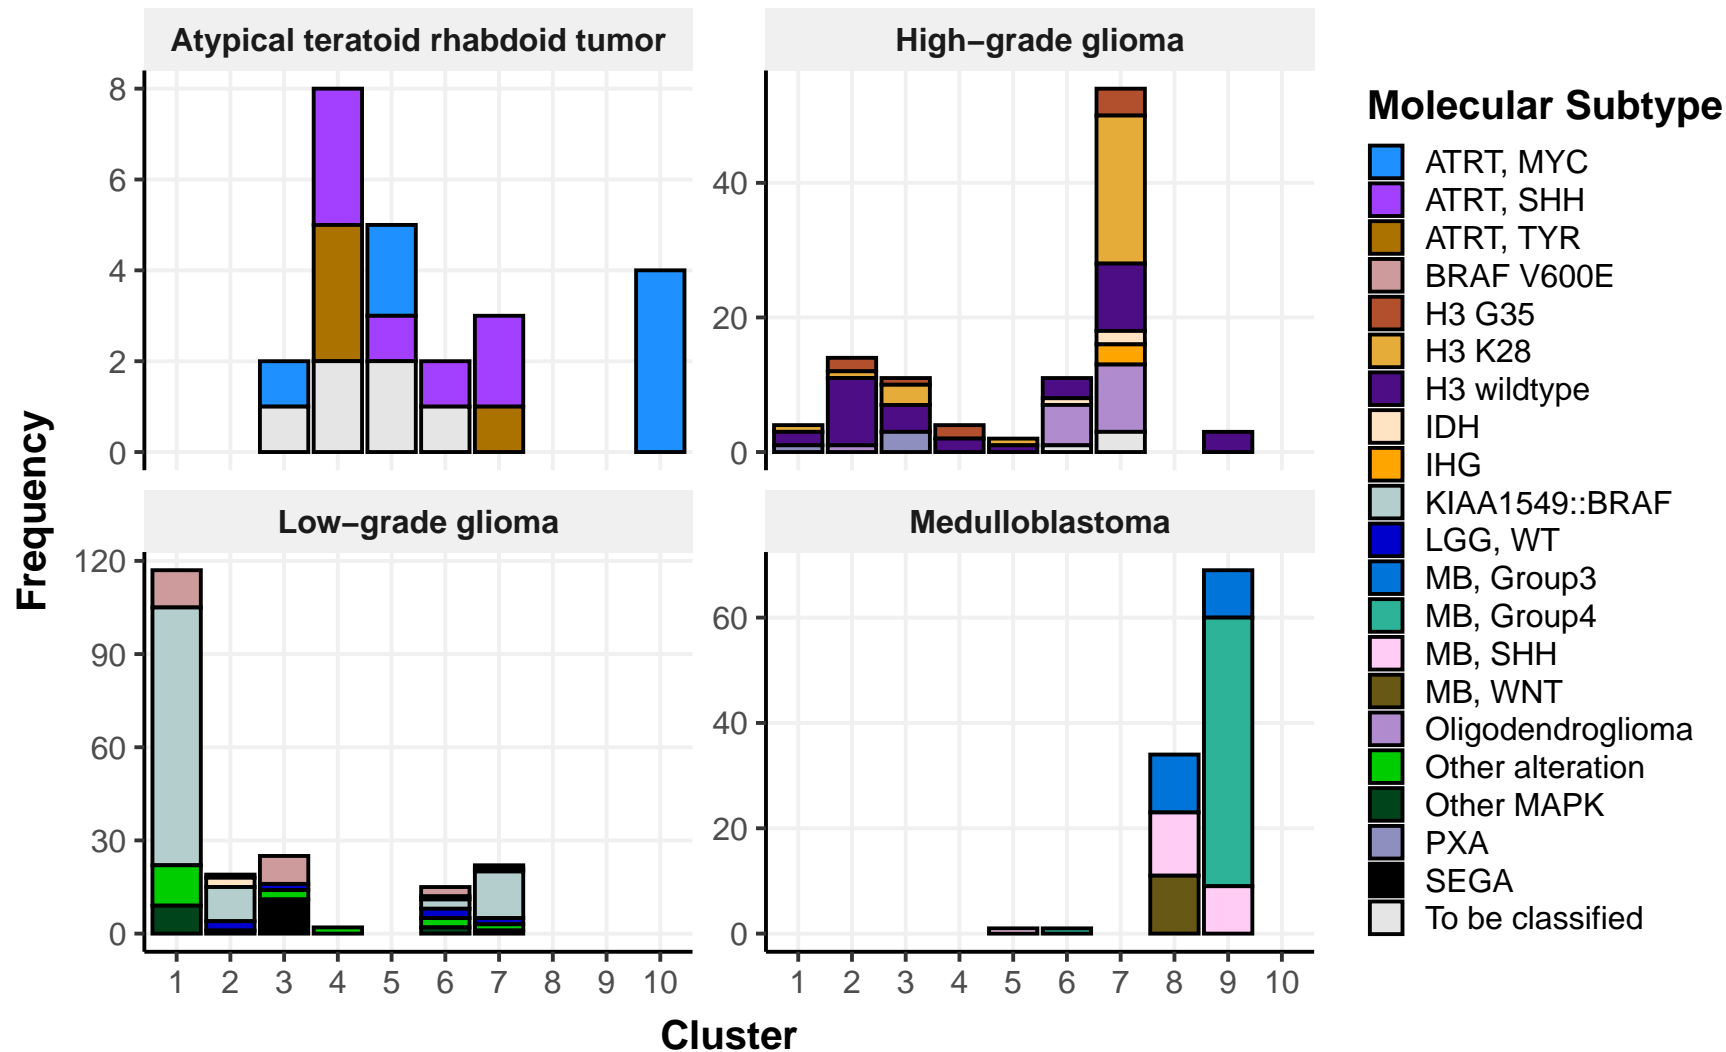 Atypical teratoid rhabdoid tumor
High−grade glioma
8
6
4
2
0
40
20
0
Low−grade glioma
Medulloblastoma
120
90
60
30
0
60
40
20
0
1 2 3 4 5 6 7 8 9 10
1 2 3 4 5 6 7 8 9 10
Frequency
Cluster
Molecular Subtype
ATRT, MYC
ATRT, SHH
ATRT, TYR
BRAF V600E
H3 G35
H3 K28
H3 wildtype
IDH
IHG
KIAA1549::BRAF
LGG, WT
MB, Group3
MB, Group4
MB, SHH
MB, WNT
Oligodendroglioma
Other alteration
Other MAPK
PXA
SEGA
To be classified